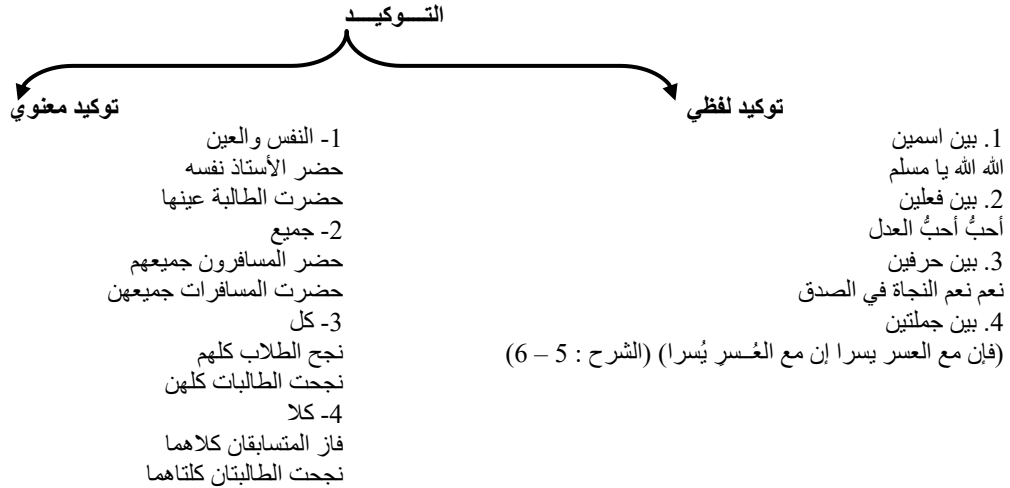 التـــوكيـــد
توكيد لفظي
1. بين اسمين
الله الله يا مسلم
2. بين فعلين
أحبُّ أحبُّ العدل
3. بين حرفين
نعم نعم النجاة في الصدق
4. بين جملتين
(فإن مع العسر يسرا إن مع العُــسرِ يُسرا) (الشرح : 5 – 6)
توكيد معنوي
1- النفس والعين
حضر الأستاذ نفسه
حضرت الطالبة عينها
2- جميع
حضر المسافرون جميعهم
حضرت المسافرات جميعهن
3- كل
نجح الطلاب كلهم
نجحت الطالبات كلهن
4- كلا
فاز المتسابقان كلاهما
نجحت الطالبتان كلتاهما